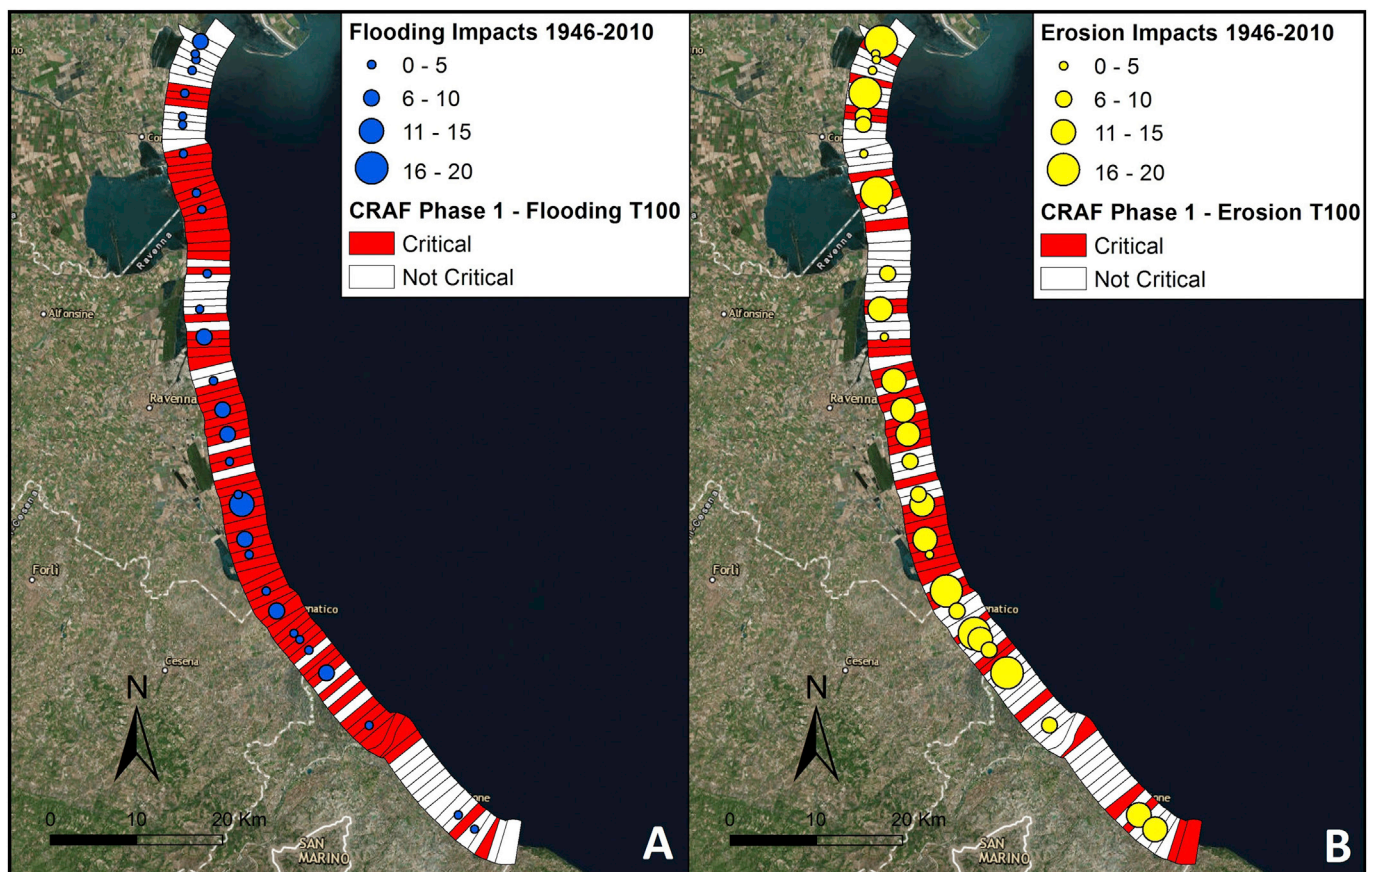 Flooding Impacts 1946-2010
0 - 5
6 - 10
11 - 15
16 - 20
CRAF Phase 1 - Flooding T100
Critical
Not Critical
Ravenna
Alfonsine
Ravenna
Forlì
natico
Cesena
N
0 10 20 Km
SAN
MARINO
A
Erosion Impacts 1946-2010
0 - 5
6 - 10
11 - 15
16 - 20
CRAF Phase 1 - Erosion T100
Critical
Not Critical
Ravenna
Alfonsine
Ravenna
Forlì
natico
Cesena
N
0 10 20 Km
SAN
MARINO
B